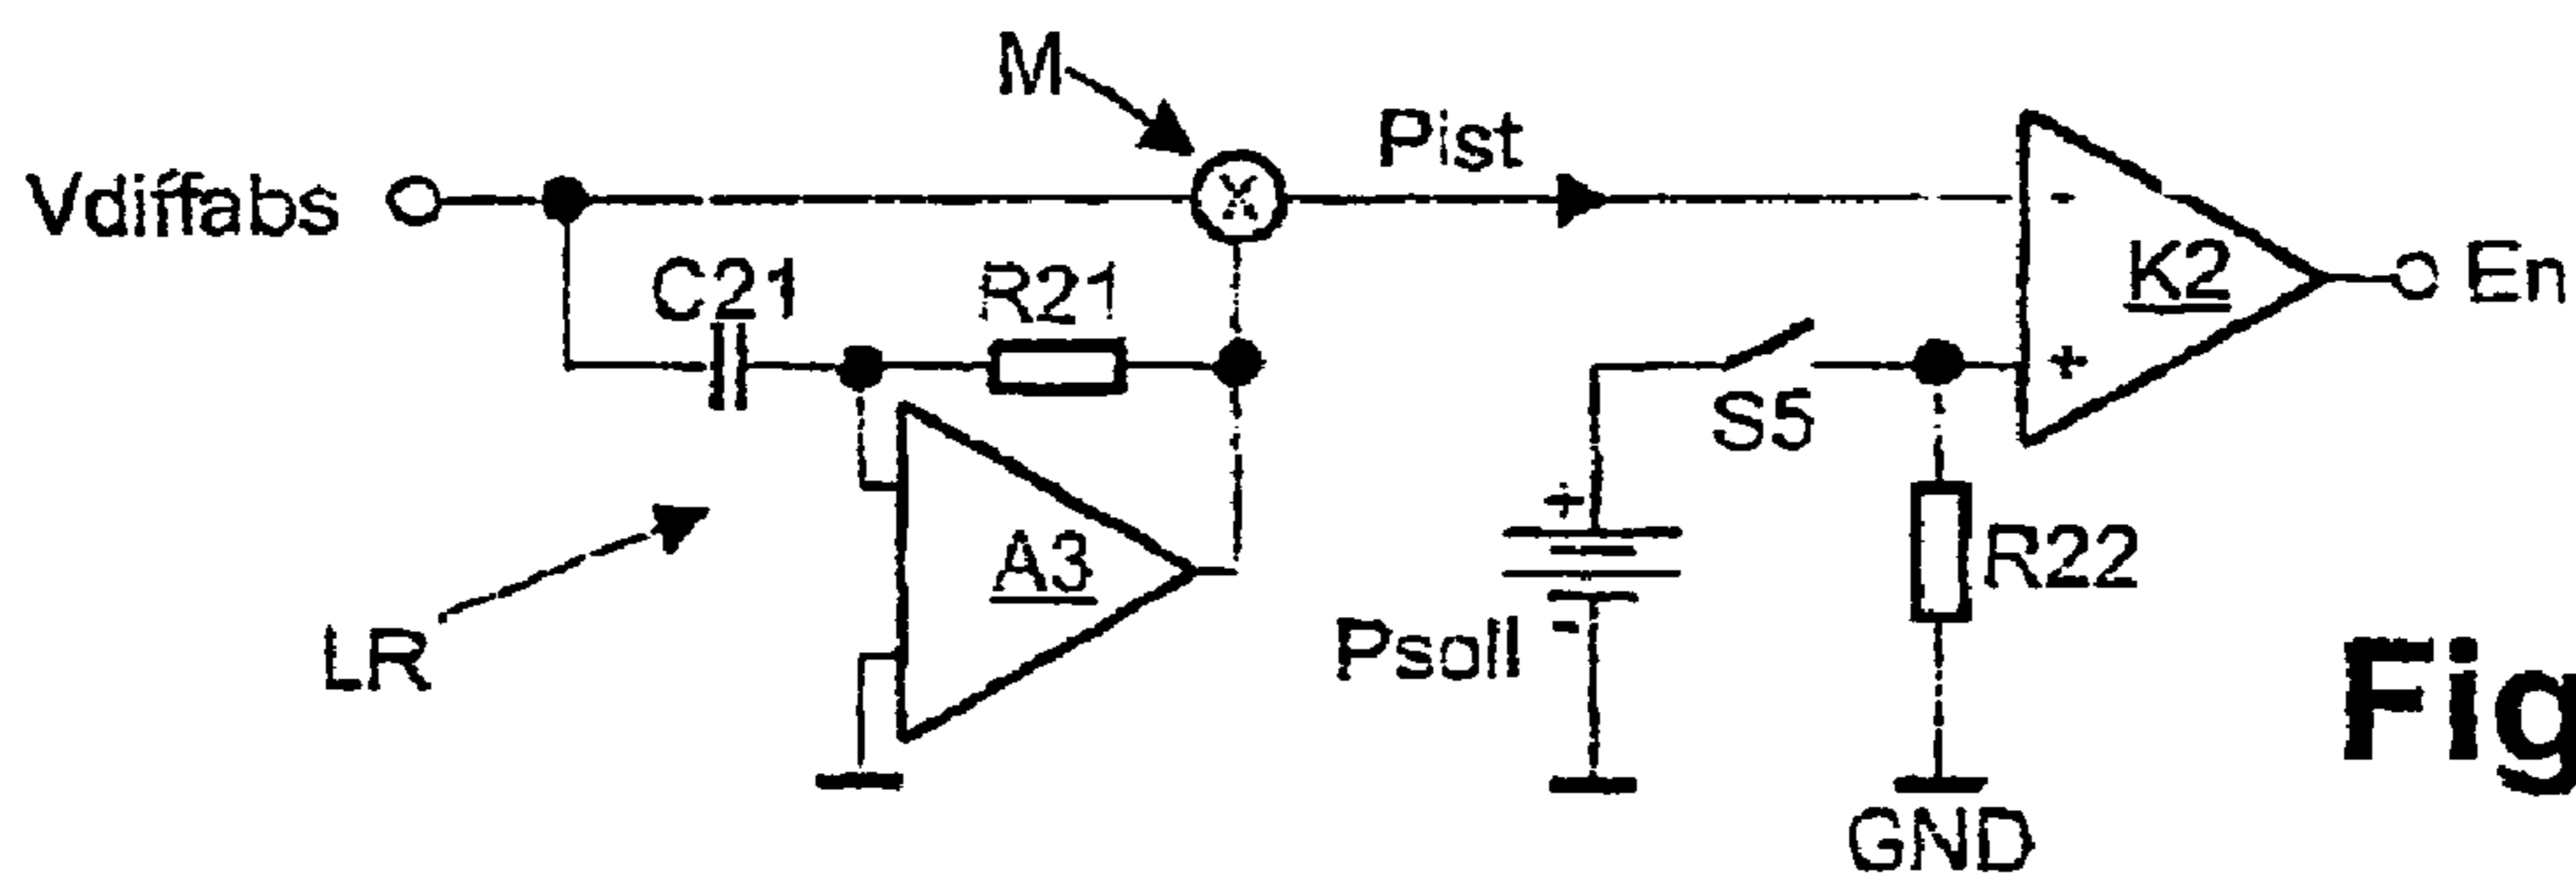 M
Vdiffabs
Pist
X
-
K2
En
C21
R21
S5
+
LR
A3
+
Psoll
-
R22
GND
Fig